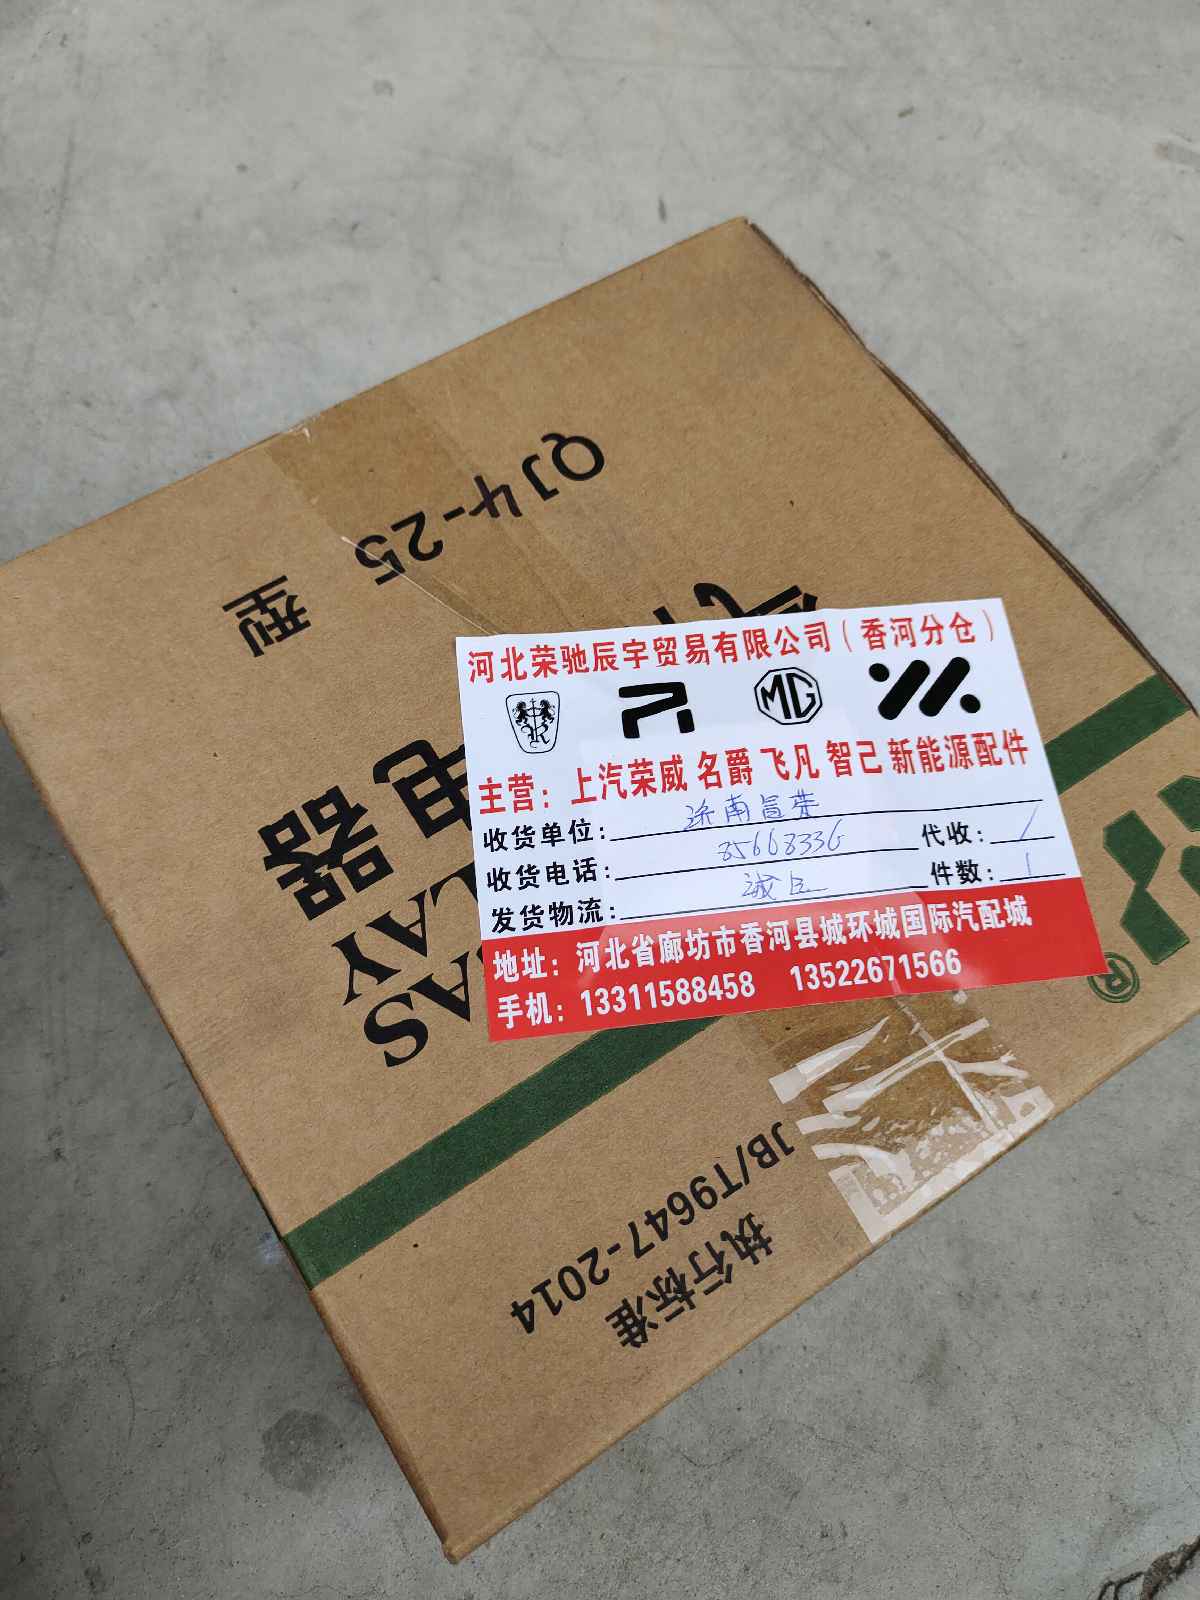 河北荣驰辰宇贸易有限公司（香河分仓）
R
MG
主营：上汽荣威 名爵 飞凡 智己 新能源配件
收货单位：济南冒荣
收货电话：85668336 代收：/
发货物流：诚臣 件数：1
地址：河北省廊坊市香河县城环城国际汽配城
手机：13311588458 13522671566
QJ4-25 型
电器
GAS
LAY
®
执行标准
JB/T9647-2014